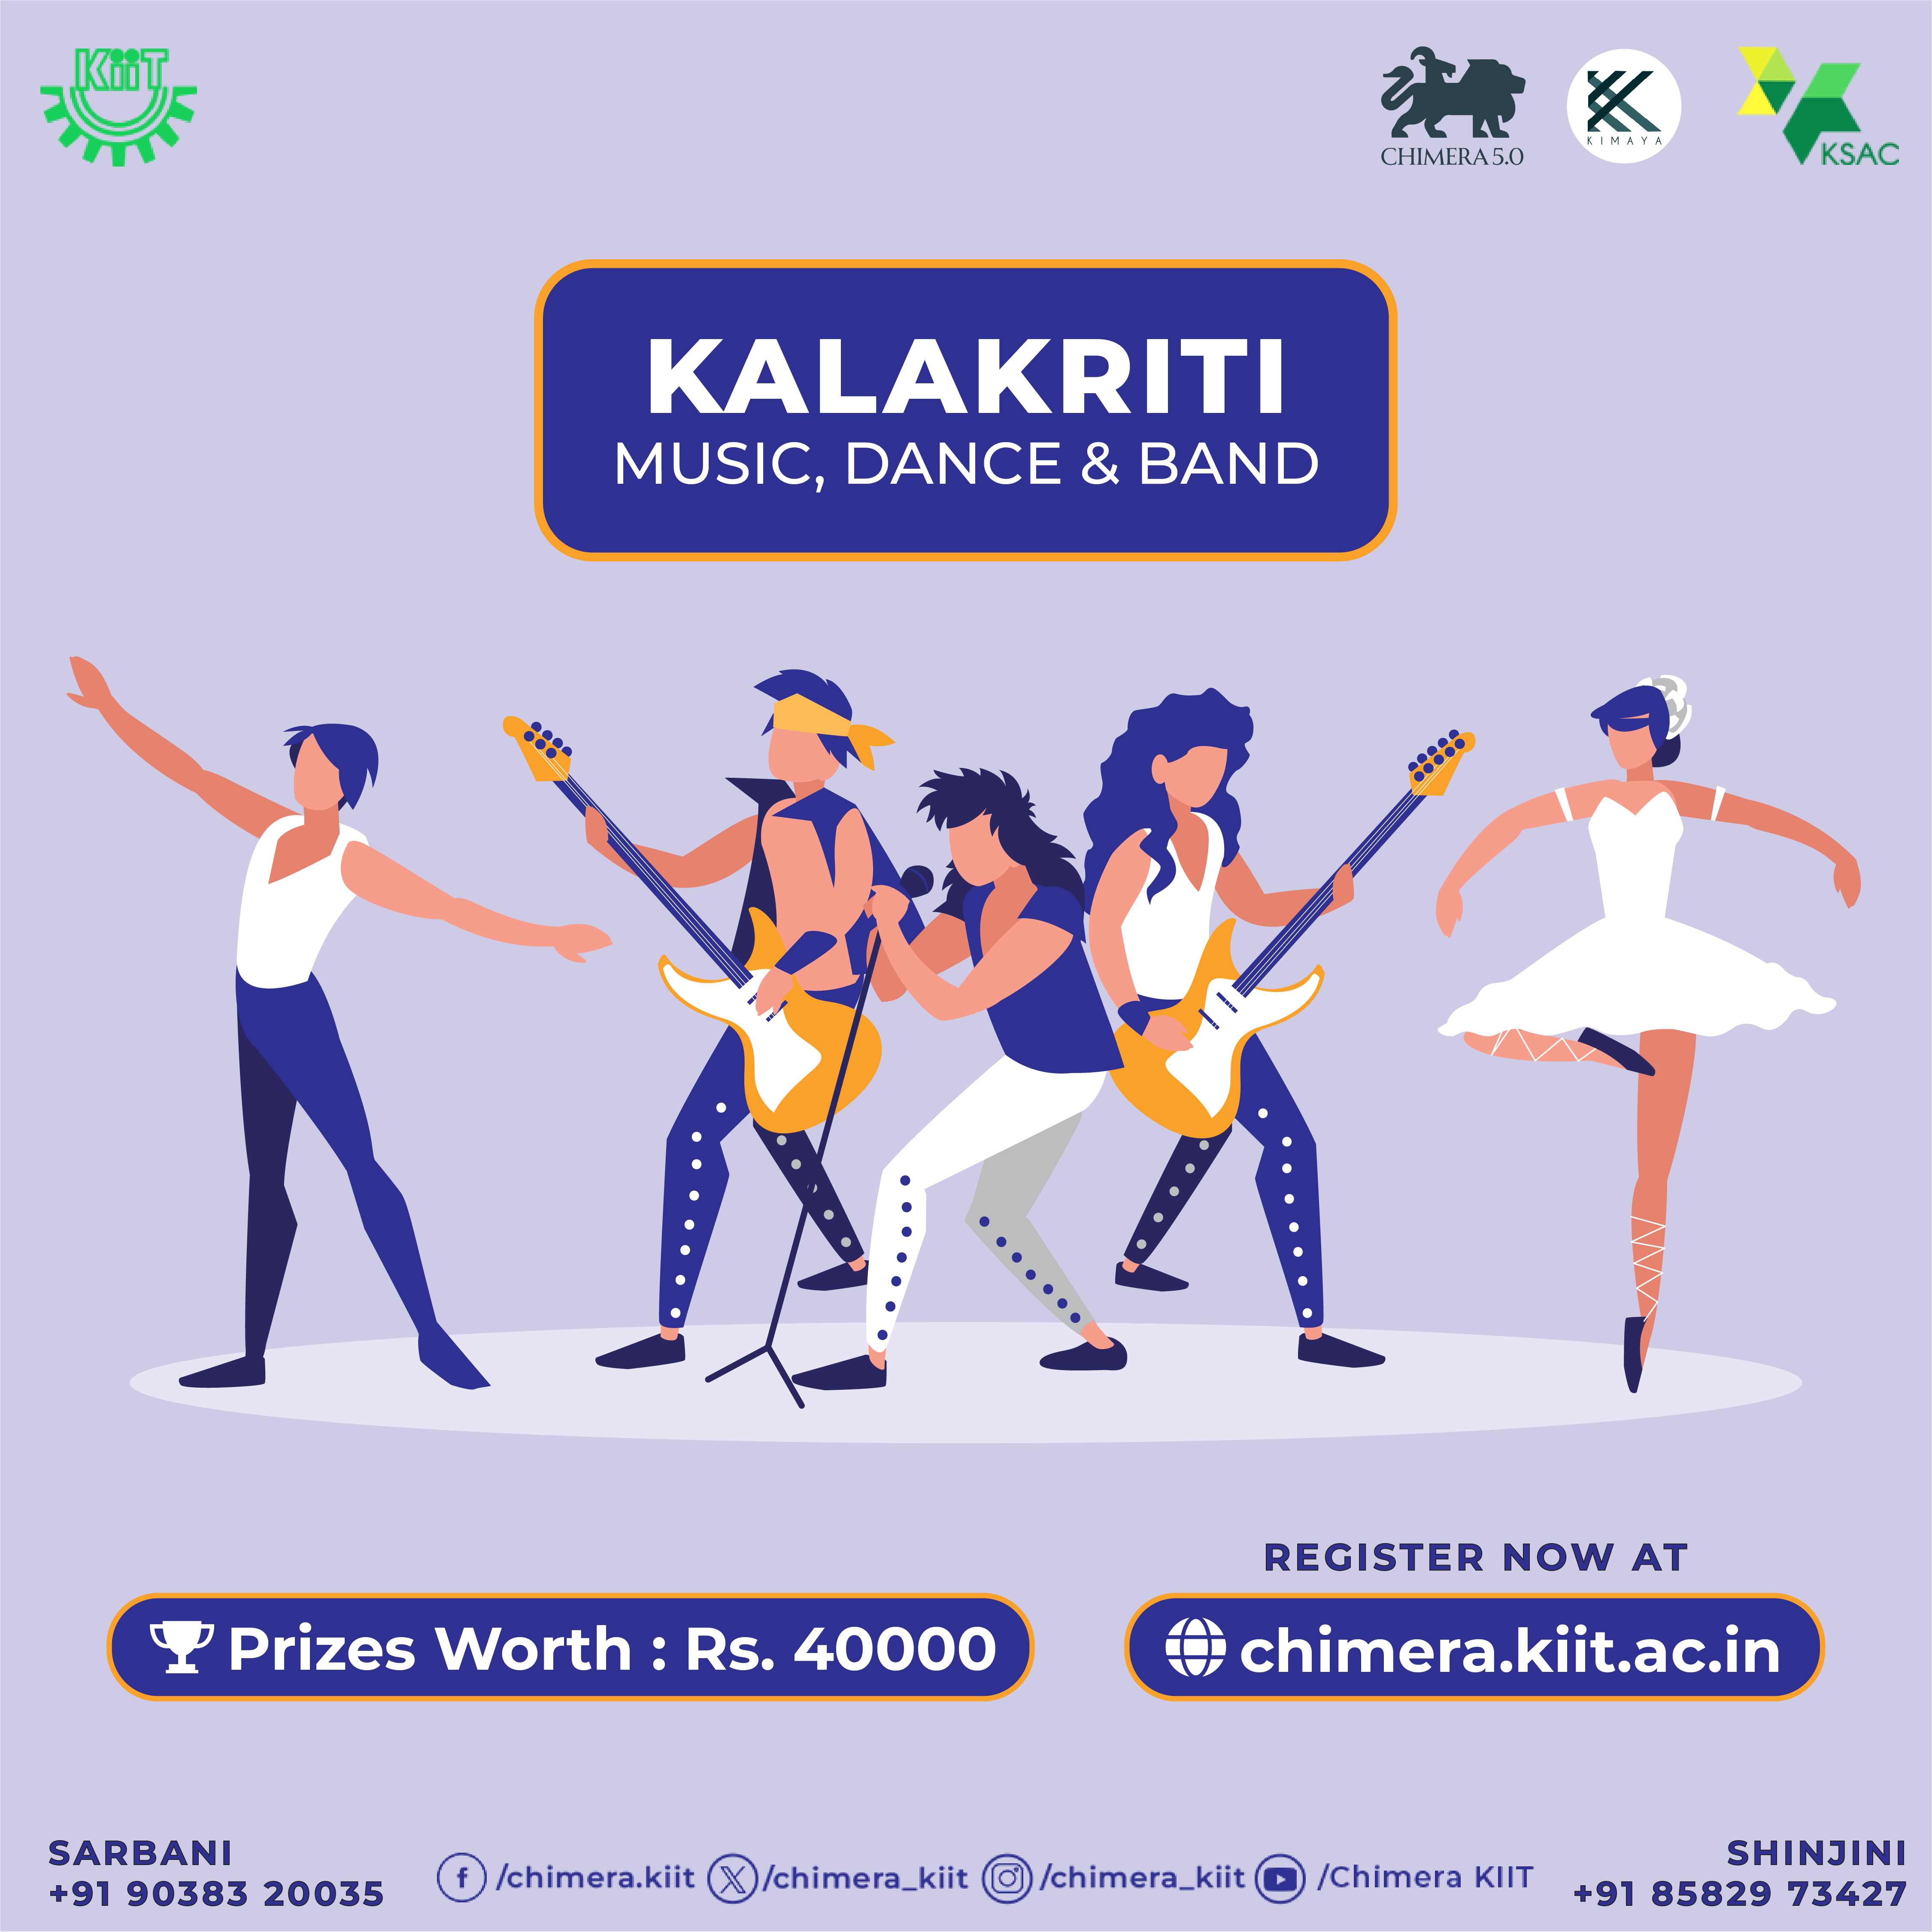 KiiT
CHIMERA 5.0
KIMAYA
KSAC
KALAKRITI
MUSIC, DANCE & BAND
REGISTER NOW AT
Prizes Worth : Rs. 40000
chimera.kiit.ac.in
SARBANI
+91 90383 20035
/chimera.kiit
/chimera_kiit
/chimera_kiit
/Chimera KIIT
SHINJINI
+91 85829 73427